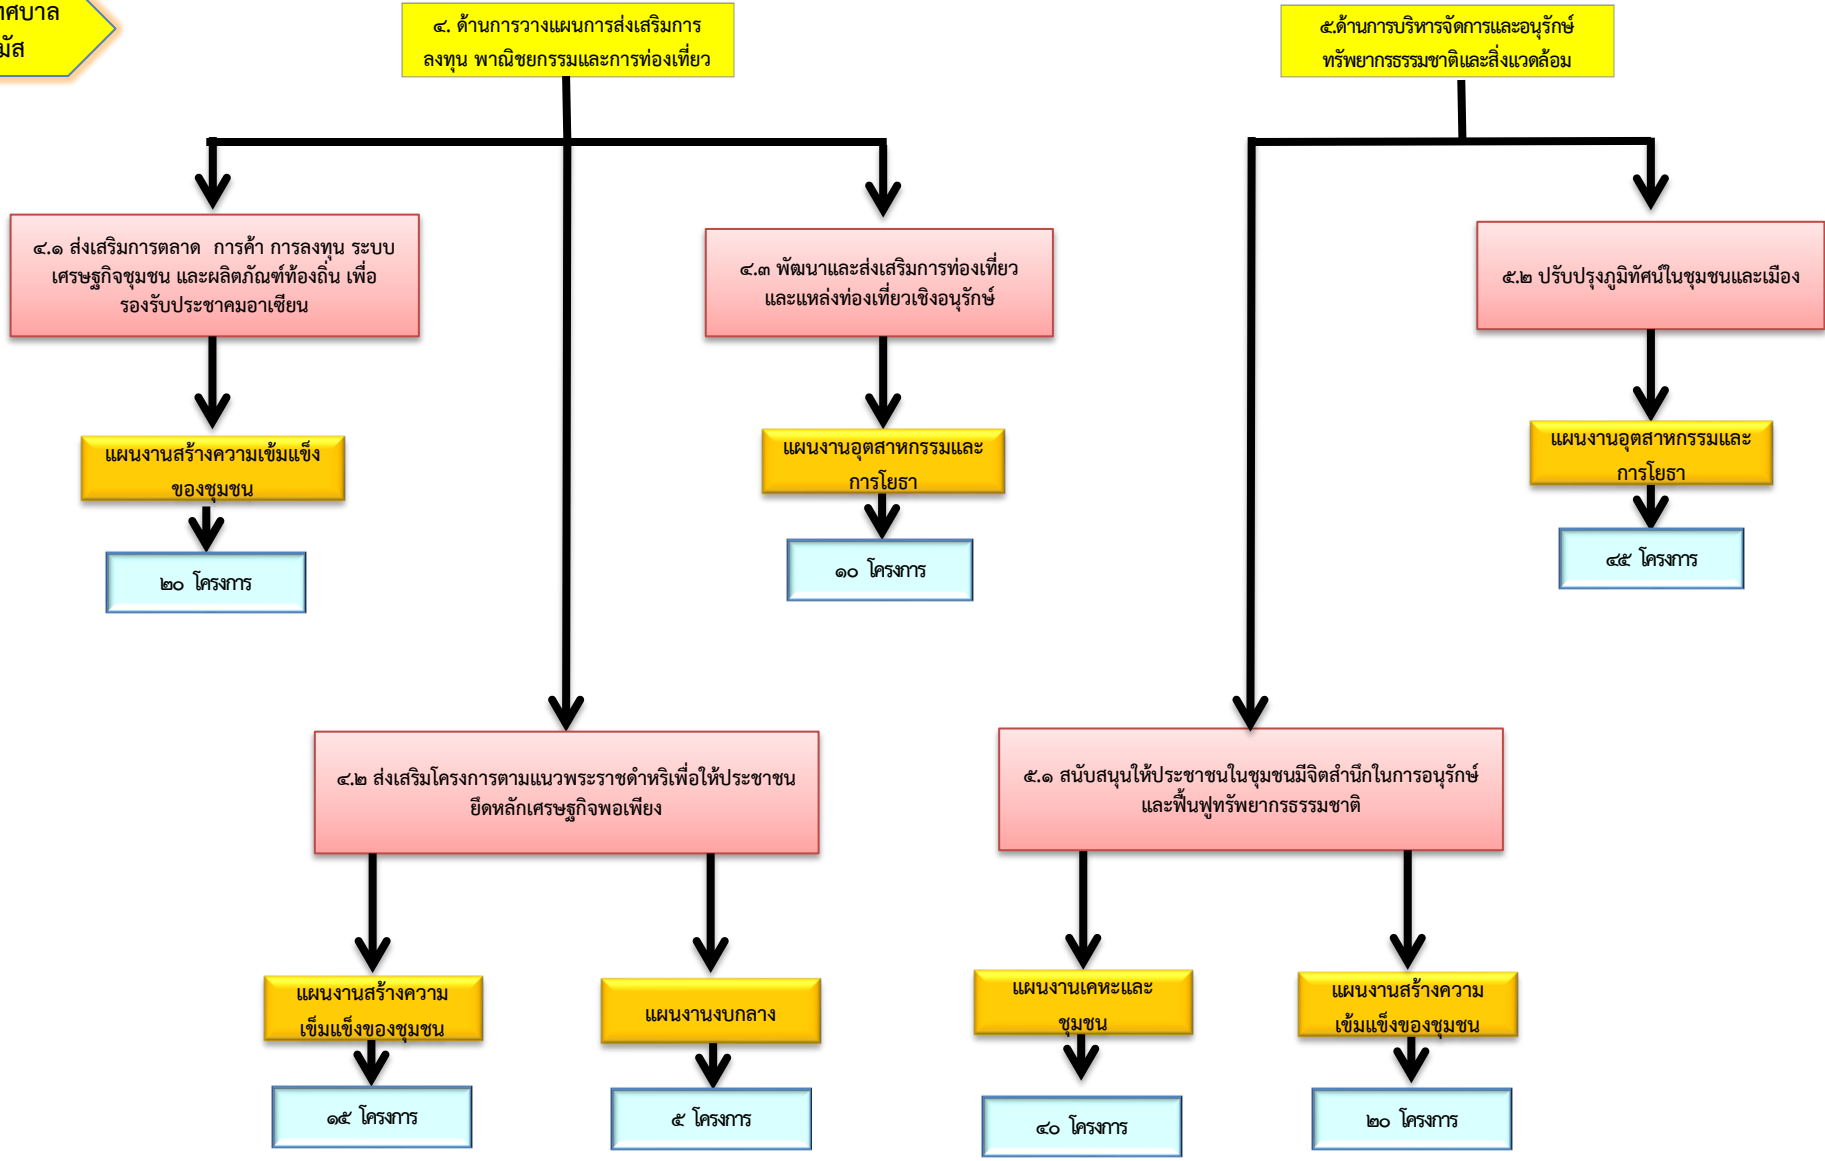 มัส
๔. ด้านการวางแผนการส่งเสริมการ
ลงทุน พาณิชยกรรมและการท่องเที่ยว
๕.ด้านการบริหารจัดการและอนุรักษ์
ทรัพยากรธรรมชาติและสิ่งแวดล้อม
๔.๑ ส่งเสริมการตลาด การค้า การลงทุน ระบบ
เศรษฐกิจชุมชน และผลิตภัณฑ์ท้องถิ่น เพื่อ
รองรับประชาคมอาเซียน
๔.๓ พัฒนาและส่งเสริมการท่องเที่ยว
และแหล่งท่องเที่ยวเชิงอนุรักษ์
๕.๒ ปรับปรุงภูมิทัศน์ในชุมชนและเมือง
แผนงานสร้างความเข้มแข็ง
ของชุมชน
แผนงานอุตสาหกรรมและ
การโยธา
แผนงานอุตสาหกรรมและ
การโยธา
๒๐ โครงการ
๑๐ โครงการ
๔๕ โครงการ
๔.๒ ส่งเสริมโครงการตามแนวพระราชดำหริเพื่อให้ประชาชน
ยึดหลักเศรษฐกิจพอเพียง
๕.๑ สนับสนุนให้ประชาชนในชุมชนมีจิตสำนึกในการอนุรักษ์
และฟื้นฟูทรัพยากรธรรมชาติ
แผนงานสร้างความ
เข็มแข็งของชุมชน
แผนงานงบกลาง
แผนงานเคหะและ
ชุมชน
แผนงานสร้างความ
เข้มแข็งของชุมชน
๑๕ โครงการ
๕ โครงการ
๔๐ โครงการ
๒๐ โครงการ